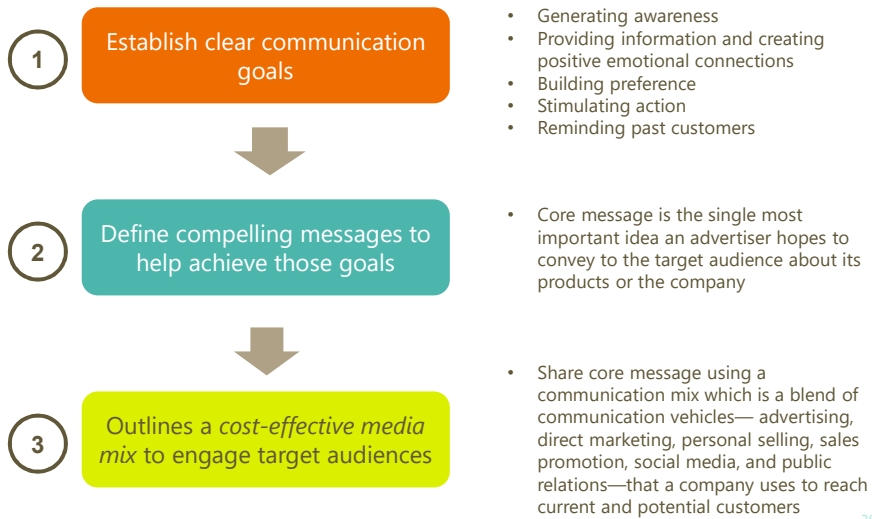 1
Establish clear communication
goals
• Generating awareness
• Providing information and creating
positive emotional connections
• Building preference
• Stimulating action
• Reminding past customers
2
Define compelling messages to
help achieve those goals
• Core message is the single most
important idea an advertiser hopes to
convey to the target audience about its
products or the company
3
Outlines a cost-effective media
mix to engage target audiences
• Share core message using a
communication mix which is a blend of
communication vehicles— advertising,
direct marketing, personal selling, sales
promotion, social media, and public
relations—that a company uses to reach
current and potential customers